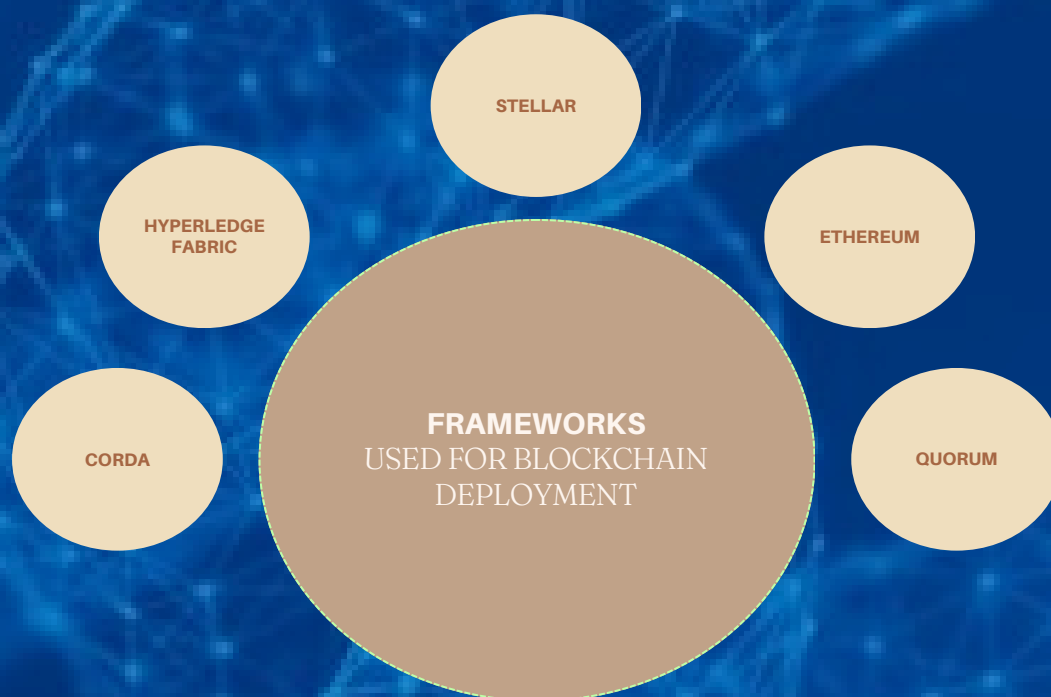 STELLAR
HYPERLEDGE
FABRIC
ETHEREUM
CORDA
FRAMEWORKS
USED FOR BLOCKCHAIN
DEPLOYMENT
QUORUM